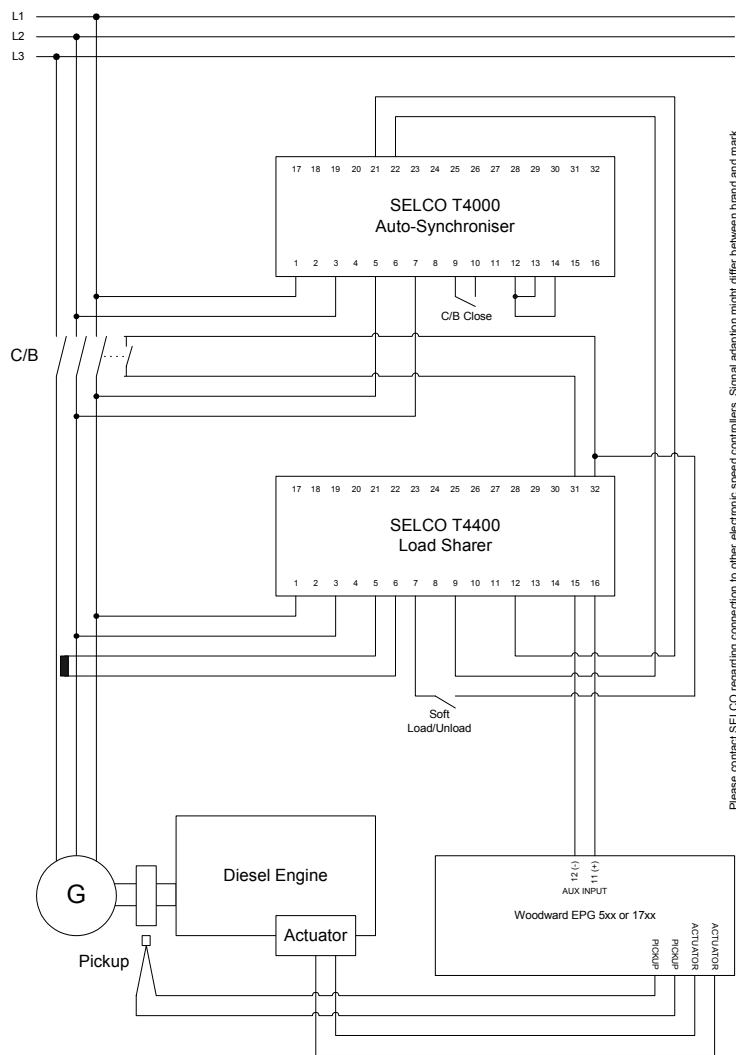 L1
L2
L3
17 18 19 20 21 22 23 24 25 26 27 28 29 30 31 32
SELCO T4000
Auto-Synchroniser
1 2 3 4 5 6 7 8 9 10 11 12 13 14 15 16
C/B Close
C/B
17 18 19 20 21 22 23 24 25 26 27 28 29 30 31 32
SELCO T4400
Load Sharer
1 2 3 4 5 6 7 8 9 10 11 12 13 14 15 16
Soft
Load/Unload
Please contact SELCO regarding connection to other electronic speed controllers. Signal adaption might differ between brand and mark
G
Diesel Engine
Actuator
Pickup
12 (-)
11 (+)
AUX INPUT
Woodward EPG 5xx or 17xx
PICKUP
PICKUP
ACTUATOR
ACTUATOR